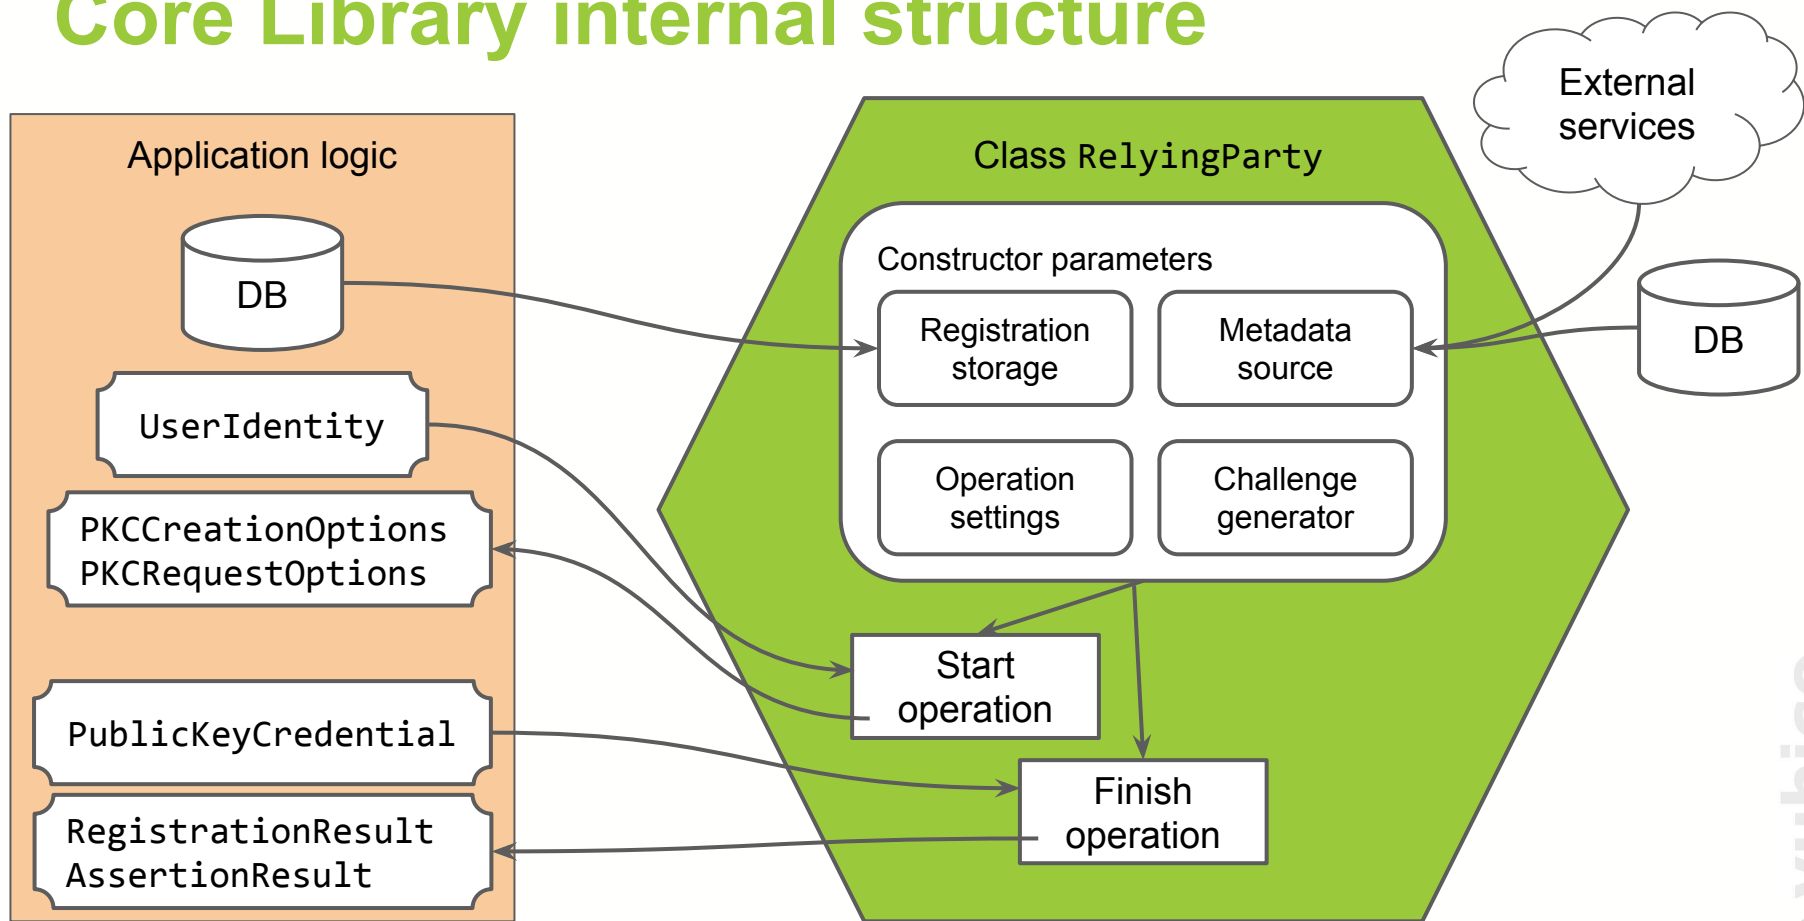 Core Library internal structure
External
services
Application logic
Class RelyingParty
DB
Constructor parameters
Registration
storage
Metadata
source
DB
UserIdentity
Operation
settings
Challenge
generator
PKCCreationOptions
PKCRequestOptions
Start
operation
PublicKeyCredential
Finish
operation
RegistrationResult
AssertionResult